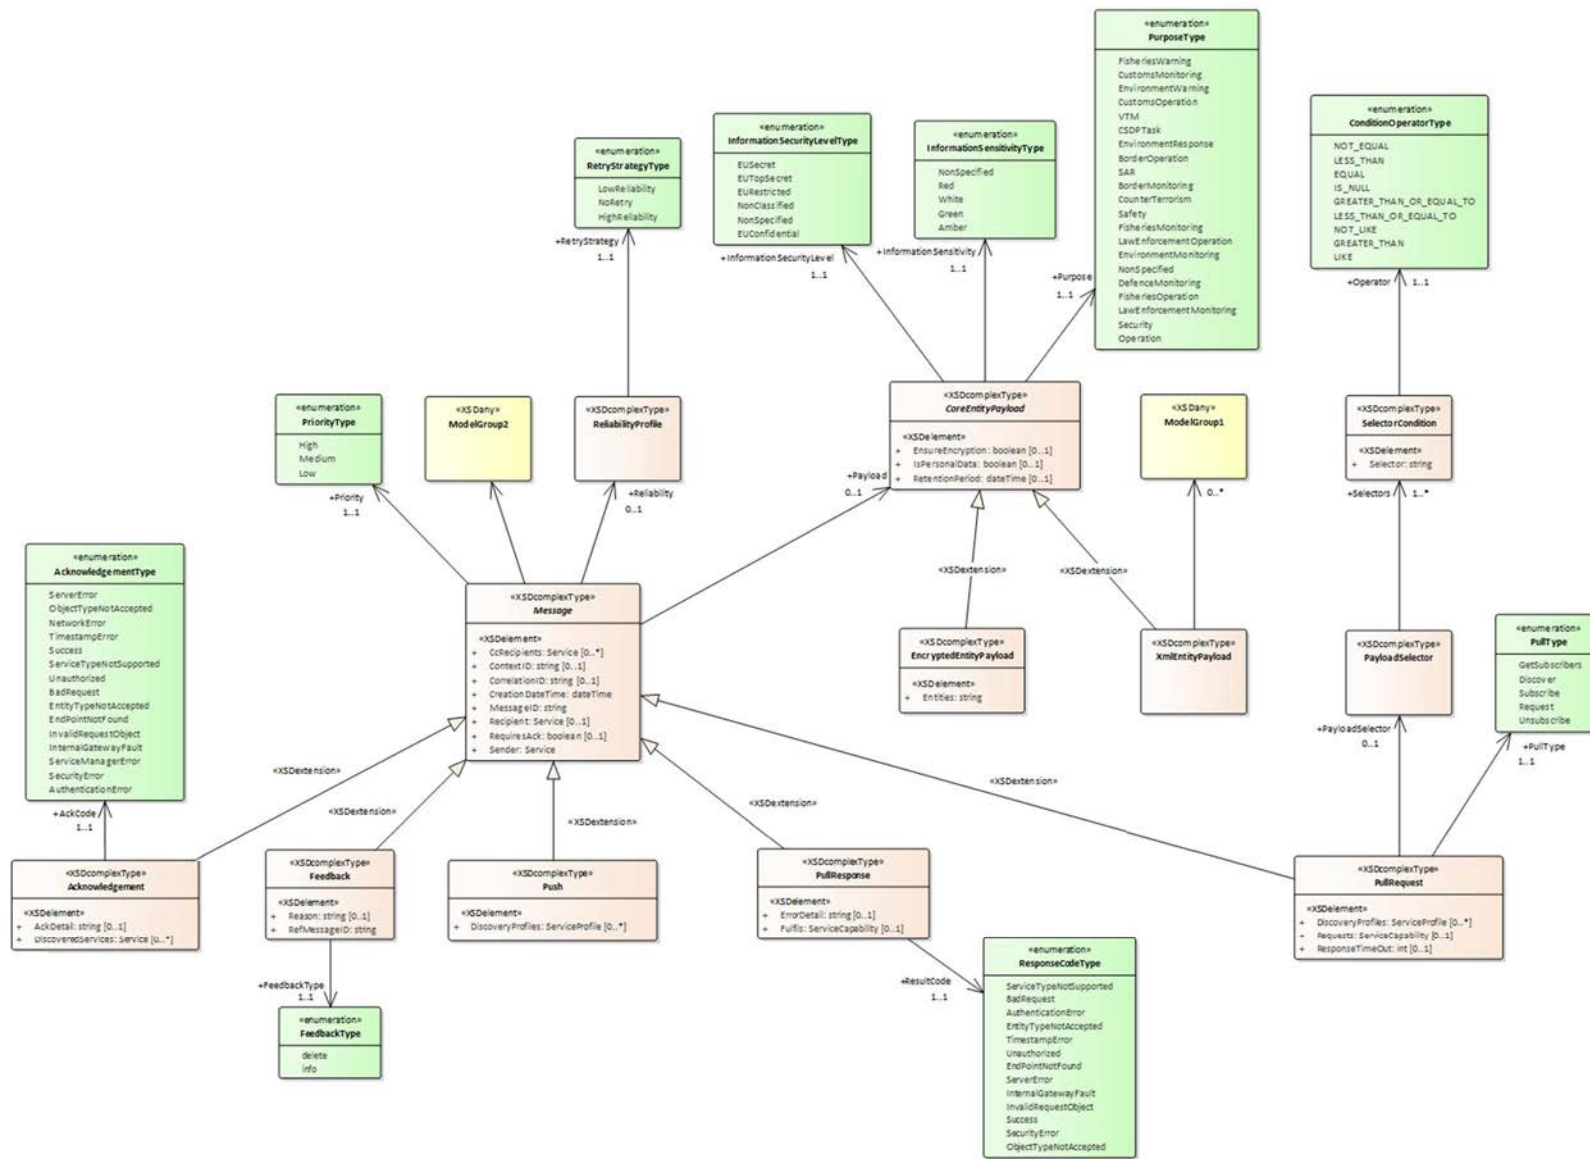 «enumeration»
PurposeType
FisheriesWarning
CustomsMonitoring
EnvironmentWarning
CustomsOperation
VTM
CSDPTask
EnvironmentResponse
BorderOperation
SAR
BorderMonitoring
CounterTerrorism
Safety
FisheriesMonitoring
LawEnforcementOperation
EnvironmentMonitoring
NonSpecified
DefenceMonitoring
FisheriesOperation
LawEnforcementMonitoring
Security
Operation
«enumeration»
ConditionOperatorType
NOT_EQUAL
LESS_THAN
EQUAL
IS_NULL
GREATER_THAN_OR_EQUAL_TO
LESS_THAN_OR_EQUAL_TO
NOT_LIKE
GREATER_THAN
LIKE
«enumeration»
InformationSecurityLevelType
EUSecret
EUTopSecret
EURestricted
NonClassified
NonSpecified
EUConfidential
«enumeration»
InformationSensitivityType
NonSpecified
Red
White
Green
Amber
«enumeration»
RetryStrategyType
LowReliability
NoRetry
HighReliability
+RetryStrategy
1..1
+InformationSecurityLevel
1..1
+InformationSensitivity
1..1
+Purpose
1..1
+Operator
1..1
«enumeration»
PriorityType
High
Medium
Low
«XSDany»
ModelGroup2
«XSDcomplexType»
ReliabilityProfile
«XSDcomplexType»
CoreEntityPayload
«XSDelement»
+ EnsureEncryption: boolean [0..1]
+ IsPersonalData: boolean [0..1]
+ RetentionPeriod: dateTime [0..1]
«XSDany»
ModelGroup1
«XSDcomplexType»
SelectorCondition
«XSDelement»
+ Selector: string
+Priority
1..1
+Reliability
0..1
+Payload
0..1
0..*
+Selectors
1..*
«enumeration»
AcknowledgementType
ServerError
ObjectTypeNotAccepted
NetworkError
TimestampError
Success
ServiceTypeNotSupported
Unauthorized
BadRequest
EntityTypeNotAccepted
EndPointNotFound
InvalidRequestObject
InternalGatewayFault
ServiceManagerError
SecurityError
AuthenticationError
«XSDcomplexType»
Message
«XSDelement»
+ CcRecipients: Service [0..*]
+ ContextID: string [0..1]
+ CorrelationID: string [0..1]
+ CreationDateTime: dateTime
+ MessageID: string
+ Recipient: Service [0..1]
+ RequiresAck: boolean [0..1]
+ Sender: Service
«XSDextension»
«XSDextension»
«XSDcomplexType»
EncryptedEntityPayload
«XSDelement»
+ Entities: string
«XSDcomplexType»
XmlEntityPayload
«XSDcomplexType»
PayloadSelector
«enumeration»
PullType
GetSubscribers
Discover
Subscribe
Request
Unsubscribe
+PayloadSelector
0..1
+PullType
1..1
+AckCode
1..1
«XSDextension»
«XSDextension»
«XSDextension»
«XSDextension»
«XSDextension»
«XSDcomplexType»
Acknowledgement
«XSDelement»
+ AckDetail: string [0..1]
+ DiscoveredServices: Service [0..*]
«XSDcomplexType»
Feedback
«XSDelement»
+ Reason: string [0..1]
+ RefMessageID: string
«XSDcomplexType»
Push
«XSDelement»
+ DiscoveryProfiles: ServiceProfile [0..*]
«XSDcomplexType»
PullResponse
«XSDelement»
+ ErrorDetail: string [0..1]
+ Fulfils: ServiceCapability [0..1]
«XSDcomplexType»
PullRequest
«XSDelement»
+ DiscoveryProfiles: ServiceProfile [0..*]
+ Requests: ServiceCapability [0..1]
+ ResponseTimeOut: int [0..1]
+FeedbackType
1..1
+ResultCode
1..1
«enumeration»
FeedbackType
delete
info
«enumeration»
ResponseCodeType
ServiceTypeNotSupported
BadRequest
AuthenticationError
EntityTypeNotAccepted
TimestampError
Unauthorized
EndPointNotFound
ServerError
InternalGatewayFault
InvalidRequestObject
Success
SecurityError
ObjectTypeNotAccepted